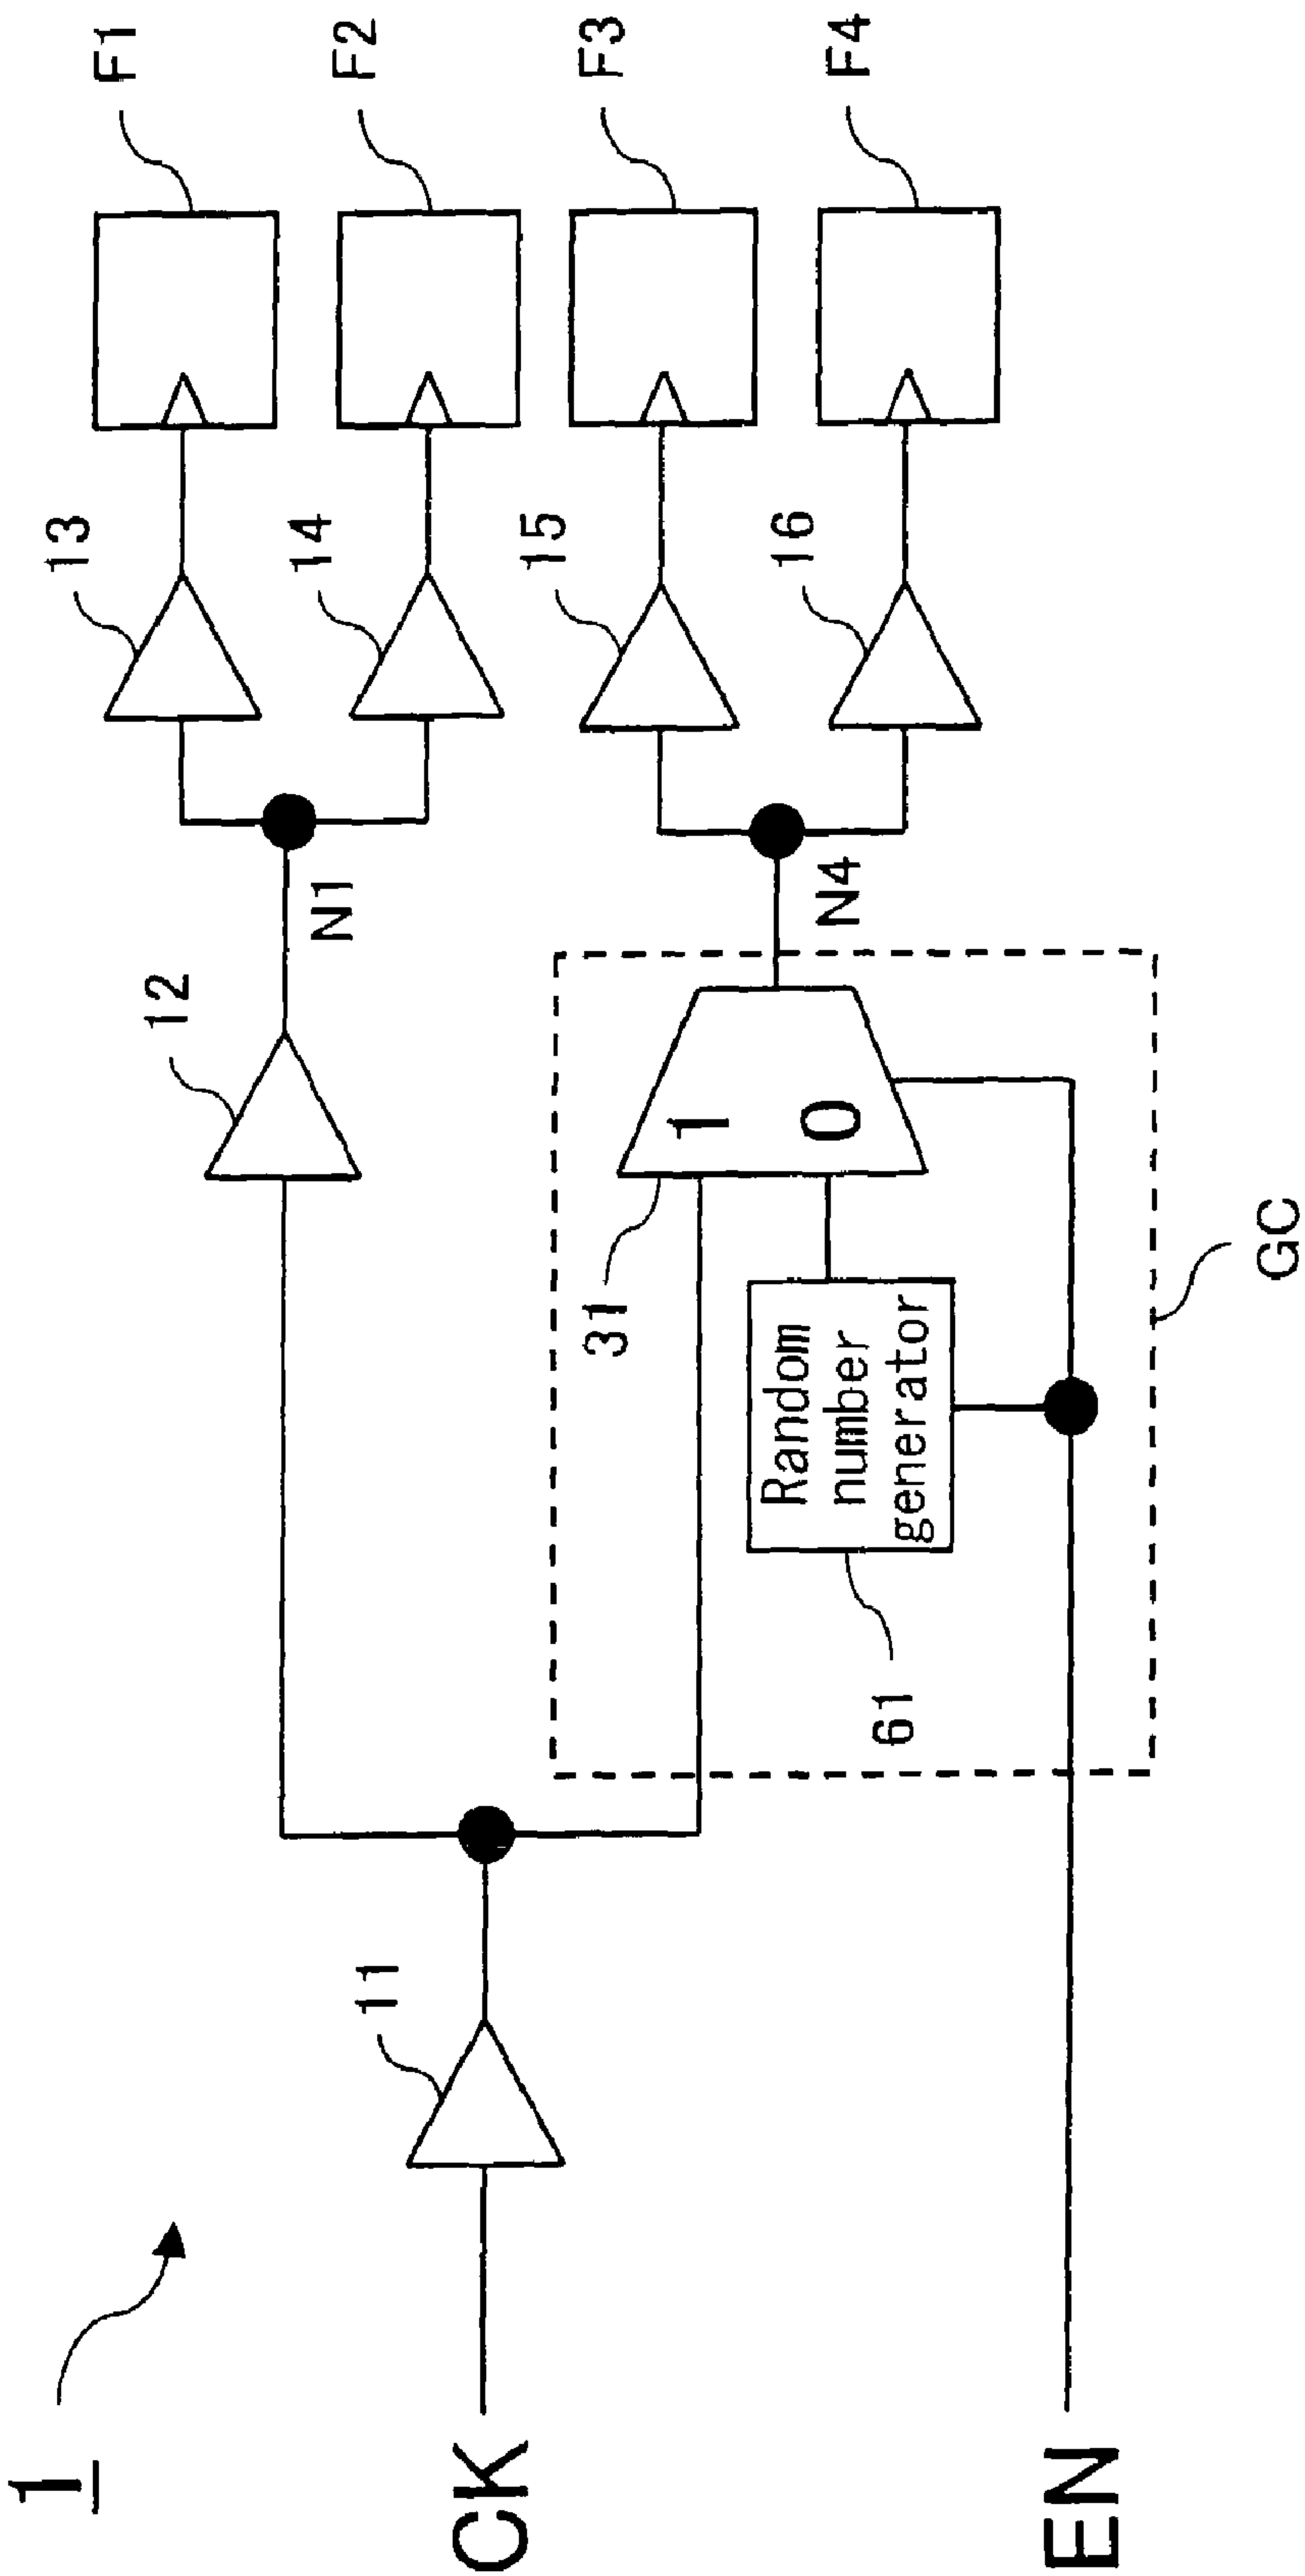 1
CK
EN
11
12
N1
13
14
F1
F2
31
1
0
Random
number
generator
61
GC
N4
15
16
F3
F4